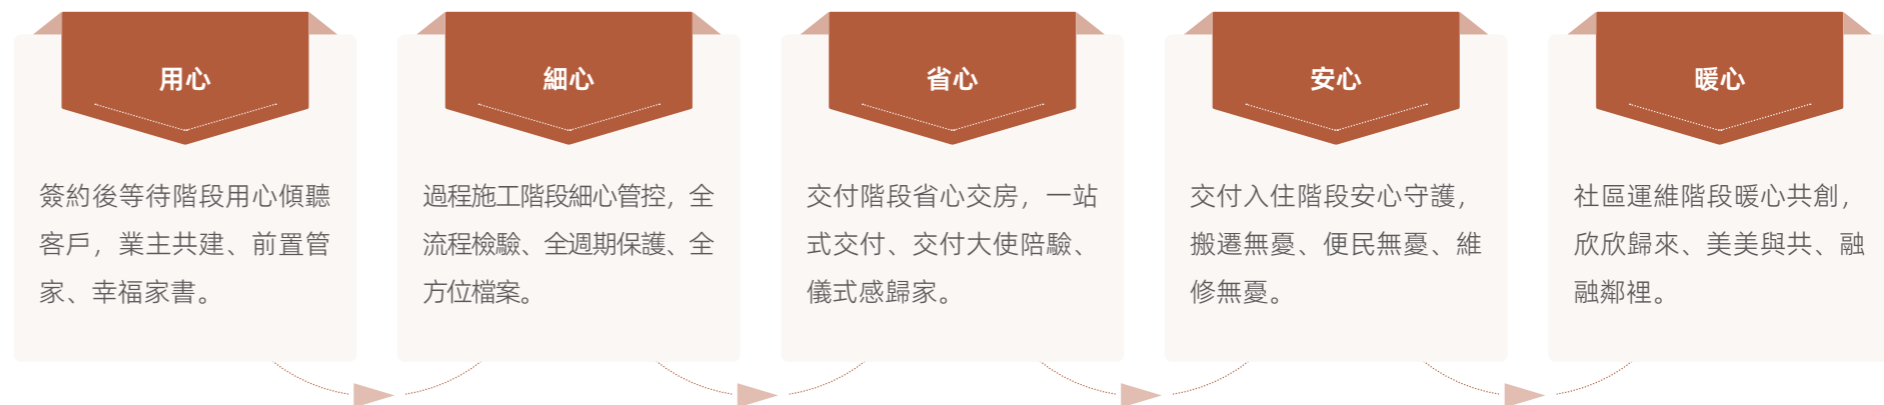 用心
簽約後等待階段用心傾聽
客戶，業主共建、前置管
家、幸福家書。
細心
過程施工階段細心管控，全
流程檢驗、全週期保護、全
方位檔案。
省心
交付階段省心交房，一站
式交付、交付大使陪驗、
儀式感歸家。
安心
交付入住階段安心守護，
搬遷無憂、便民無憂、維
修無憂。
暖心
社區運維階段暖心共創，
欣欣歸來、美美與共、融
融鄰裡。